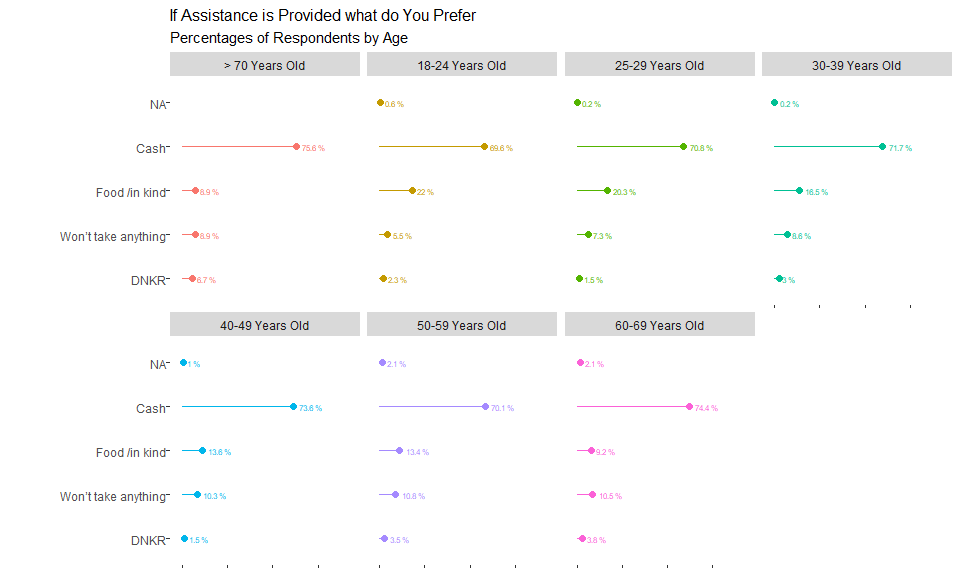 If Assistance is Provided what do You Prefer
Percentages of Respondents by Age
> 70 Years Old 18-24 Years Old 25-29 Years Old 30-39 Years Old
NA 0.6 % 0.2 % 0.2 %
Cash 75.6 % 69.6 % 70.8 % 71.7 %
Food /in kind 8.9 % 22 % 20.3 % 16.5 %
Won't take anything 8.9 % 5.5 % 7.3 % 8.6 %
DNKR 6.7 % 2.3 % 1.5 % 3 %
40-49 Years Old 50-59 Years Old 60-69 Years Old
NA 1 % 2.1 % 2.1 %
Cash 73.6 % 70.1 % 74.4 %
Food /in kind 13.6 % 13.4 % 9.2 %
Won't take anything 10.3 % 10.8 % 10.5 %
DNKR 1.5 % 3.5 % 3.8 %